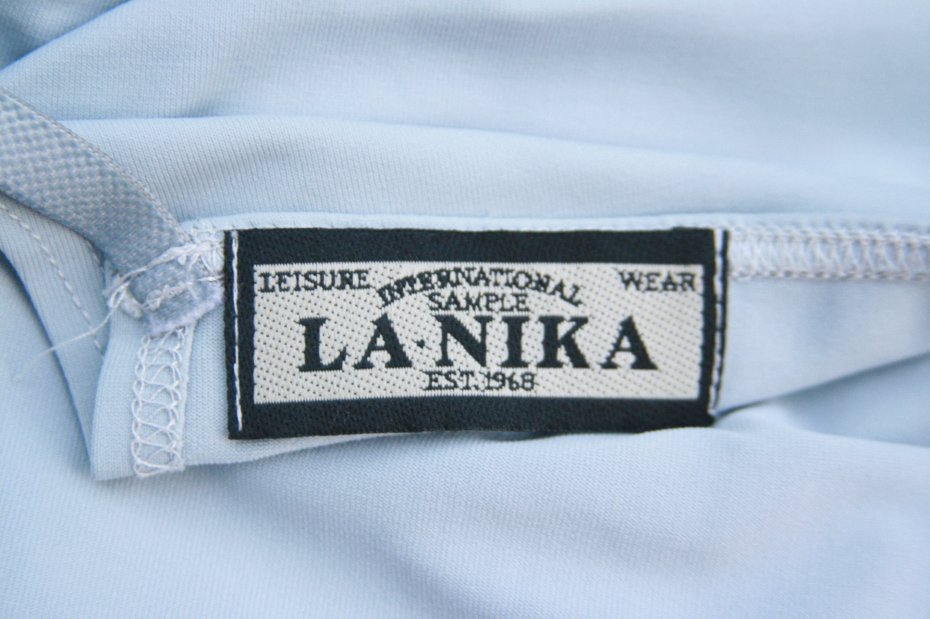 LEISURE INTERNATIONAL WEAR
SAMPLE
LA·NIKA
EST. 1968